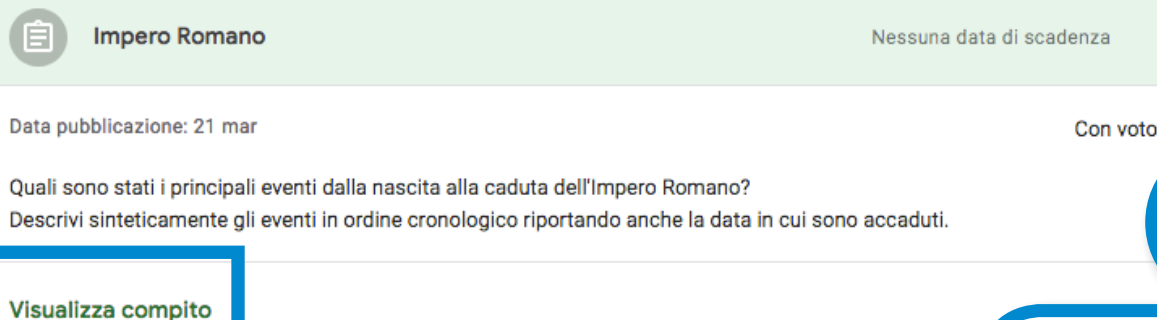 Impero Romano
Nessuna data di scadenza
Data pubblicazione: 21 mar
Con voto
Quali sono stati i principali eventi dalla nascita alla caduta dell'Impero Romano?
Descrivi sinteticamente gli eventi in ordine cronologico riportando anche la data in cui sono accaduti.
Visualizza compito